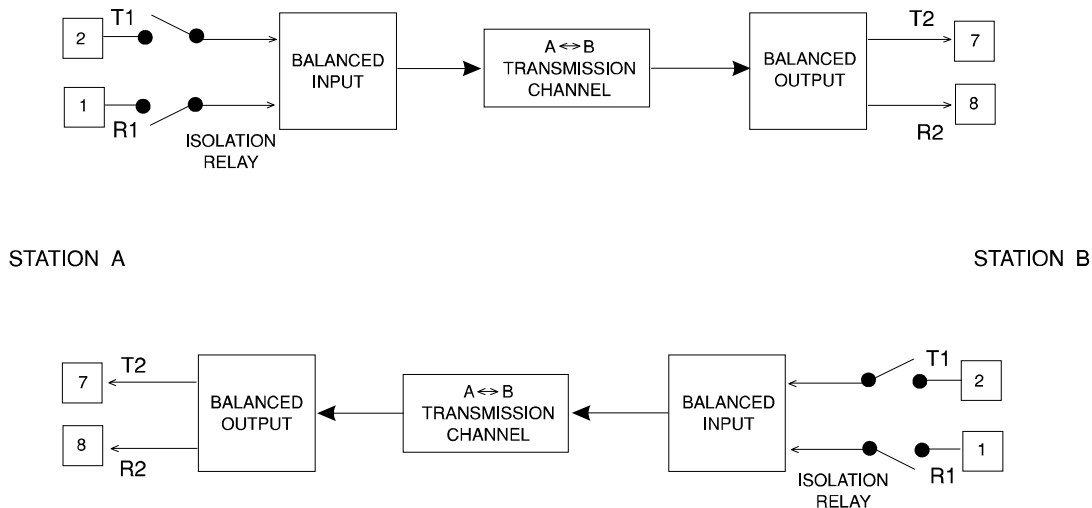 T1
2
1
R1
ISOLATION
RELAY
BALANCED
INPUT
A ↔ B
TRANSMISSION
CHANNEL
BALANCED
OUTPUT
T2
7
8
R2
STATION A
STATION B
T2
7
8
R2
BALANCED
OUTPUT
A ↔ B
TRANSMISSION
CHANNEL
BALANCED
INPUT
T1
2
1
R1
ISOLATION
RELAY